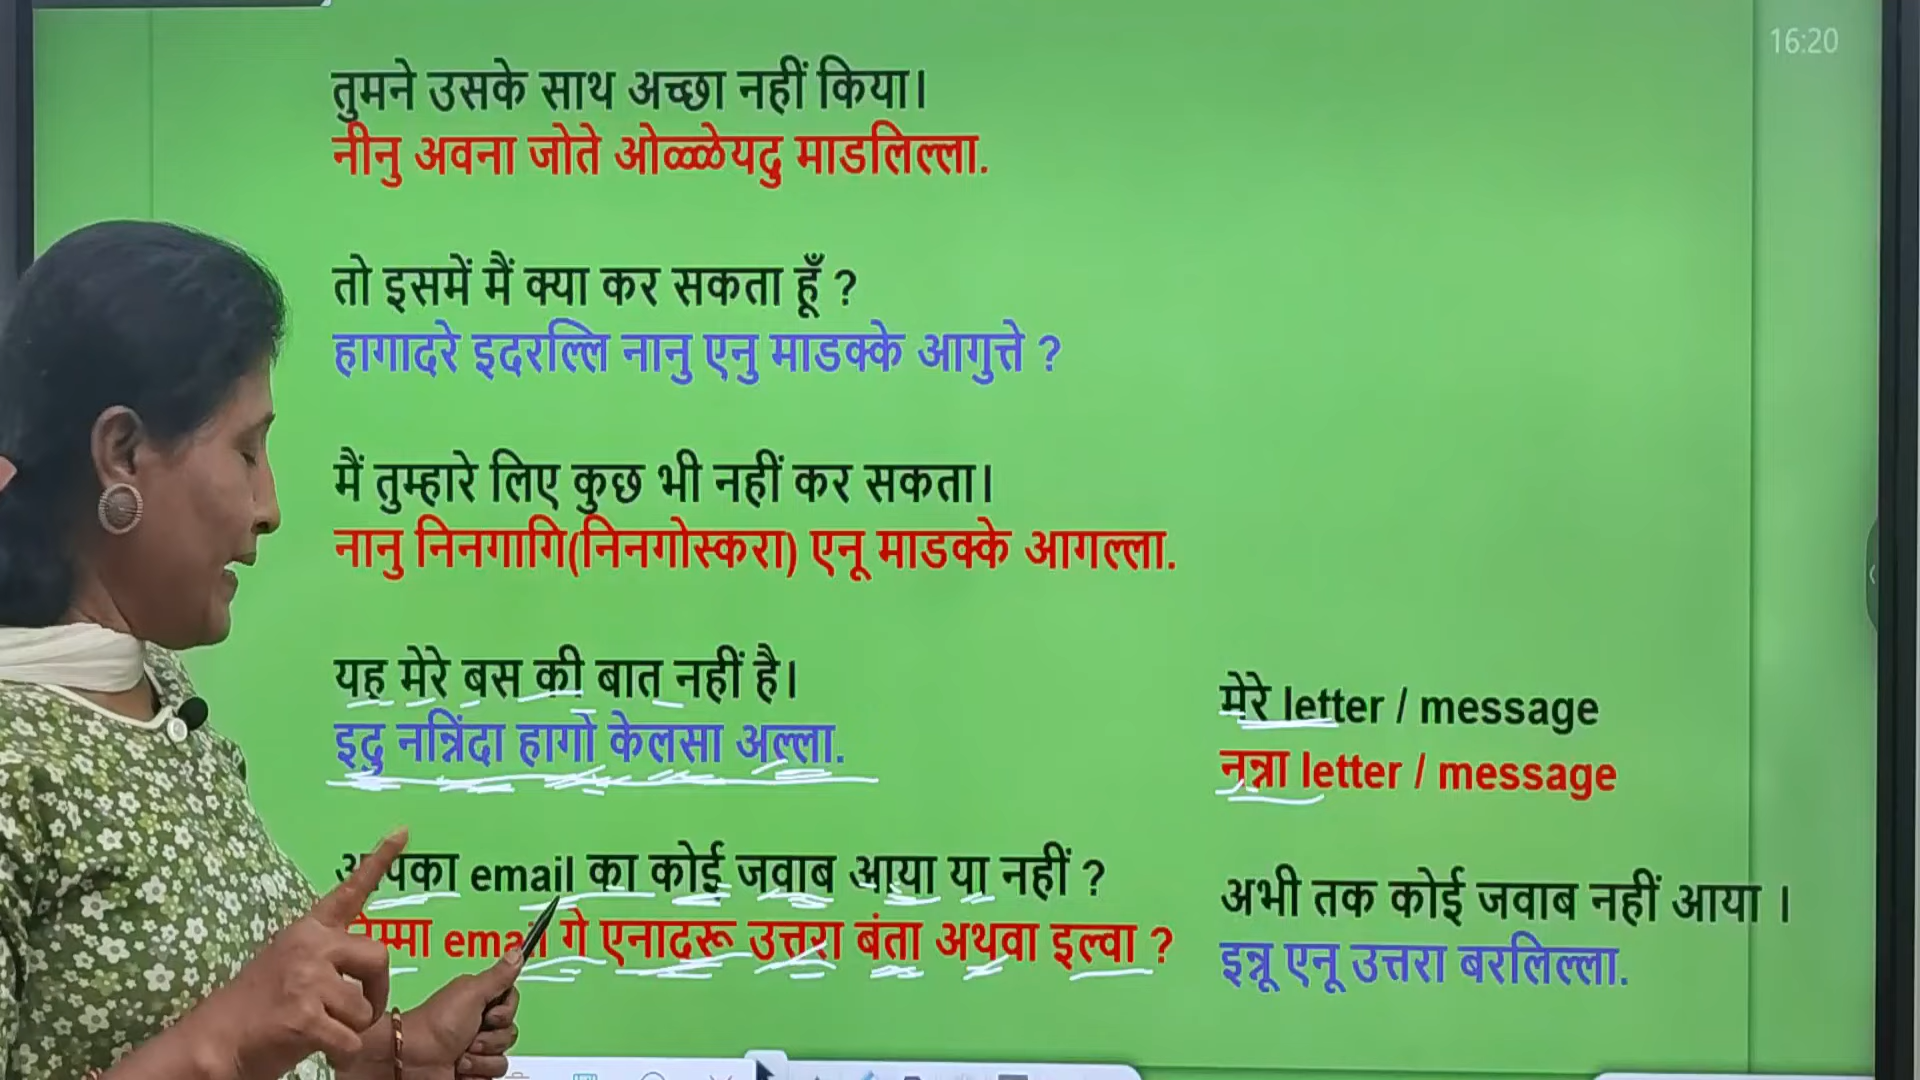 16:20
तुमने उसके साथ अच्छा नहीं किया।
नीनु अवना जोते ओळ्ळेयदु माडलिल्ला.
तो इसमें मैं क्या कर सकता हूँ ?
हागादरे इदरल्लि नानु एनु माडक्के आगुत्ते ?
मैं तुम्हारे लिए कुछ भी नहीं कर सकता।
नानु निनगागि(निनगोस्करा) एनू माडक्के आगल्ला.
यह मेरे बस की बात नहीं है।
इदु नन्निंदा हागो केलसा अल्ला.
email का कोई जवाब आया या नहीं ?
email गे एनादरू उत्तरा बंता अथवा इल्वा ?
मेरे letter / message
नन्ना letter / message
अभी तक कोई जवाब नहीं आया ।
इन्नू एनू उत्तरा बरलिल्ला.